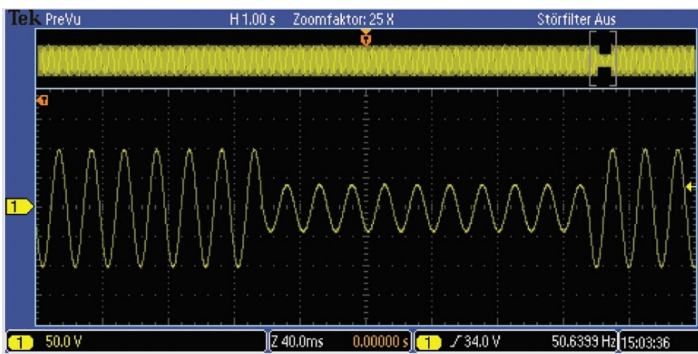 Tek PreVu H 1.00 s Zoomfaktor: 25 X Störfilter Aus
T
T
1
1 50.0 V Z 40.0ms 0.00000 s 1 34.0 V 50.6399 Hz 15:03:36